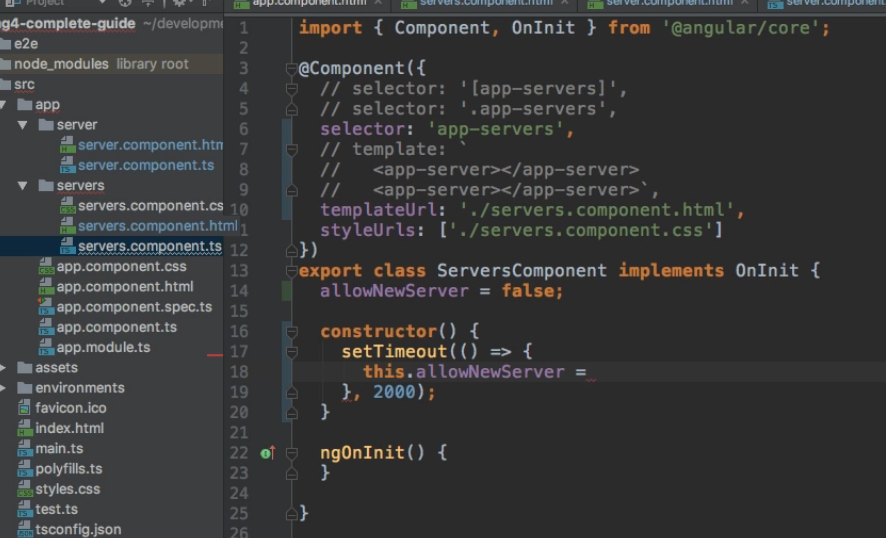 ng4-complete-guide ~/developme
e2e
node_modules library root
src
app
server
server.component.htm
server.component.ts
servers
servers.component.cs
servers.component.html
servers.component.ts
app.component.css
app.component.html
app.component.spec.ts
app.component.ts
app.module.ts
assets
environments
favicon.ico
index.html
main.ts
polyfills.ts
styles.css
test.ts
tsconfig.json
app.component.html servers.component.html server.component.html servers.component
1 import { Component, OnInit } from '@angular/core';
2
3 @Component({
4 // selector: '[app-servers]',
5 // selector: '.app-servers',
6 selector: 'app-servers',
7 // template: `
8 // <app-server></app-server>
9 // <app-server></app-server>`,
10 templateUrl: './servers.component.html',
1 styleUrls: ['./servers.component.css']
12 })
13 export class ServersComponent implements OnInit {
14 allowNewServer = false;
15
16 constructor() {
17 setTimeout(() => {
18 this.allowNewServer =
19 }, 2000);
20 }
21
22 ngOnInit() {
23 }
24
25 }
26